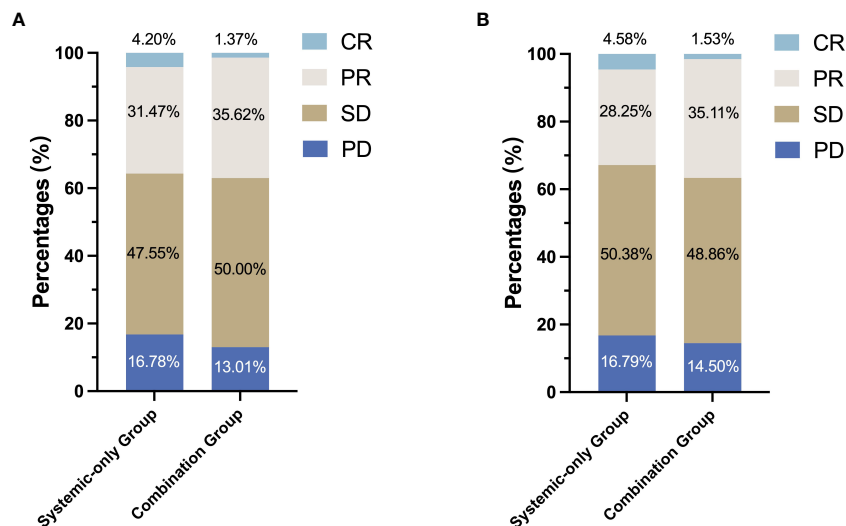 A
4.20%
1.37%
CR
PR
SD
PD
100
80
60
40
20
0
Percentages (%)
31.47%
35.62%
47.55%
50.00%
16.78%
13.01%
Systemic-only Group
Combination Group
B
4.58%
1.53%
CR
PR
SD
PD
100
80
60
40
20
0
Percentages (%)
28.25%
35.11%
50.38%
48.86%
16.79%
14.50%
Systemic-only Group
Combination Group